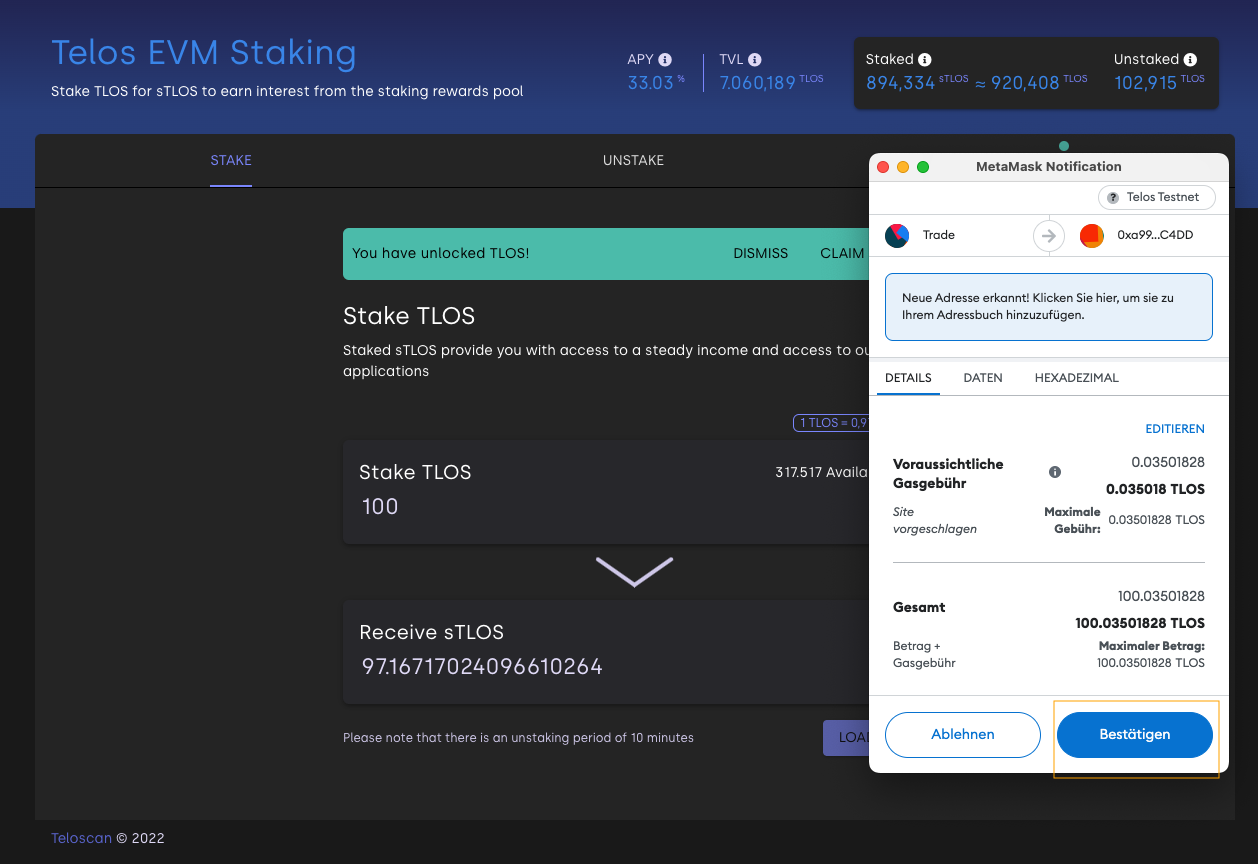 Telos EVM Staking
Stake TLOS for sTLOS to earn interest from the staking rewards pool
APY
33.03 %
TVL
7.060,189 TLOS
Staked
894,334 sTLOS ≈ 920,408 TLOS
Unstaked
102,915 TLOS
STAKE
UNSTAKE
You have unlocked TLOS!
DISMISS
CLAIM
Stake TLOS
Staked sTLOS provide you with access to a steady income and access to
applications
1 TLOS = 0,9
Stake TLOS
317.517
100
Receive sTLOS
97.16717024096610264
Please note that there is an unstaking period of 10 minutes
Teloscan © 2022
MetaMask Notification
Telos Testnet
Trade
0xa99...C4DD
Neue Adresse erkannt! Klicken Sie hier, um sie zu
Ihrem Adressbuch hinzuzufügen.
DETAILS
DATEN
HEXADEZIMAL
EDITIEREN
Voraussichtliche
Gasgebühr
0.03501828
0.035018 TLOS
Site
vorgeschlagen
Maximale
Gebühr:
0.03501828 TLOS
Gesamt
100.03501828
100.03501828 TLOS
Betrag +
Gasgebühr
Maximaler Betrag:
100.03501828 TLOS
Ablehnen
Bestätigen